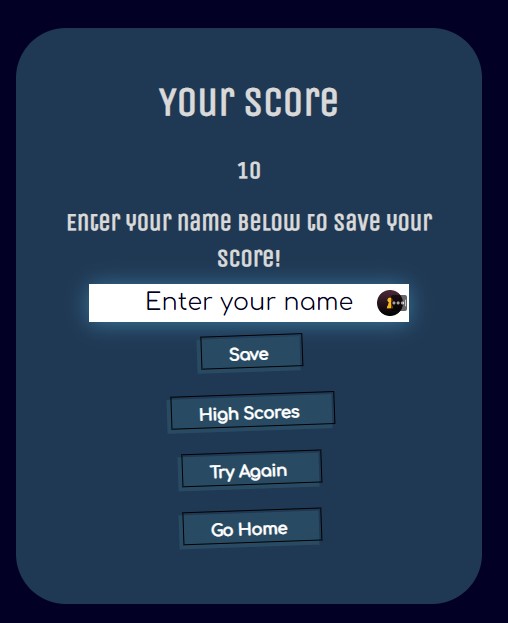 Your Score
10
Enter your name below to save your
score!
Enter your name
Save
High Scores
Try Again
Go Home